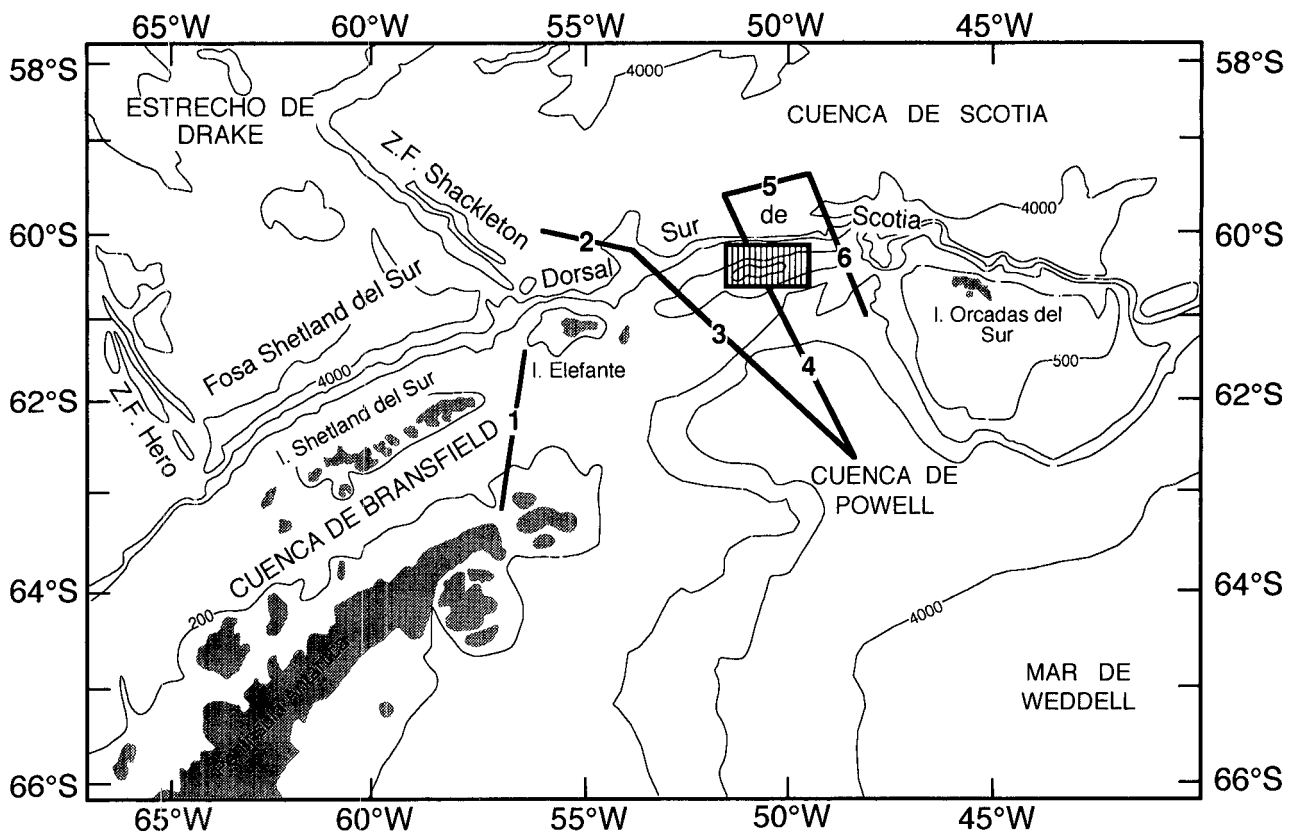 65°W 60°W 55°W 50°W 45°W
58°S
58°S
4000
ESTRECHO DE
DRAKE
CUENCA DE SCOTIA
Z.F. Shackleton
5
de
Sur
Scotia
4000
60°S
60°S
2
Dorsal
6
I. Orcadas del
Sur
Fosa Shetland del Sur
3
4
500
4000
I. Elefante
Z.F. Hero
I. Shetland del Sur
62°S
62°S
1
CUENCA DE BRANSFIELD
CUENCA DE
POWELL
64°S
64°S
200
4000
MAR DE
WEDDELL
66°S
66°S
65°W 60°W 55°W 50°W 45°W